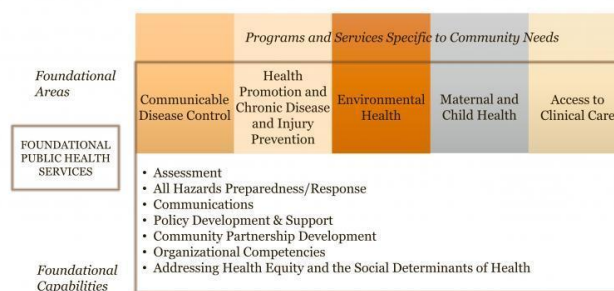 Programs and Services Specific to Community Needs
Foundational
Areas
Communicable
Disease Control
Health
Promotion and
Chronic Disease
and Injury
Prevention
Environmental
Health
Maternal and
Child Health
Access to
Clinical Care
FOUNDATIONAL
PUBLIC HEALTH
SERVICES
• Assessment
• All Hazards Preparedness/Response
• Communications
• Policy Development & Support
• Community Partnership Development
• Organizational Competencies
• Addressing Health Equity and the Social Determinants of Health
Foundational
Capabilities